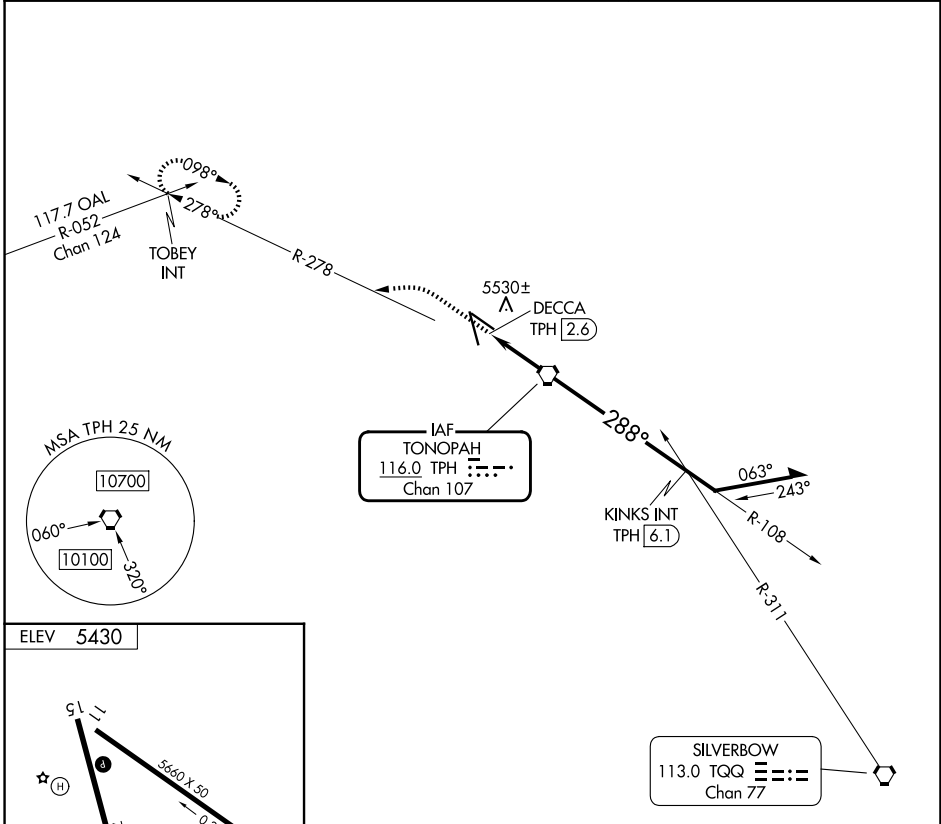 098°
278°
117.7 OAL
R-052
Chan 124
TOBEY
INT
R-278
5530±
DECCA
TPH 2.6
IAF
TONOPAH
116.0 TPH
Chan 107
288°
063°
243°
KINKS INT
TPH 6.1
R-108
R-311
MSA TPH 25 NM
10700
060°
10100
320°
ELEV 5430
15
11
P
H
5660 X 50
SILVERBOW
113.0 TQQ
Chan 77